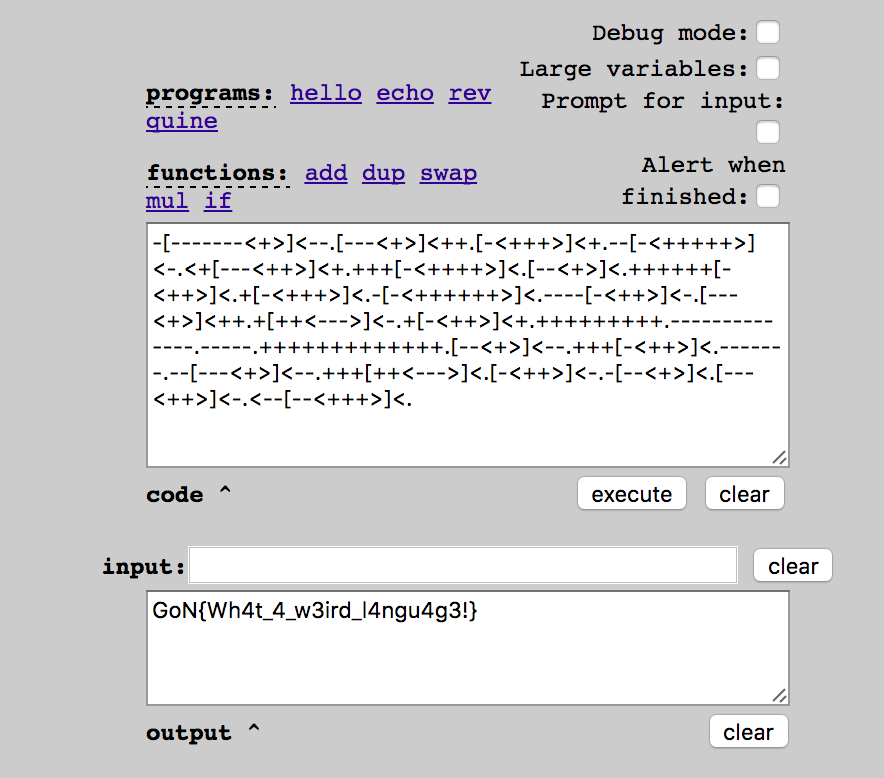 Debug mode:
Large variables:
programs: hello echo rev
Prompt for input:
quine
functions: add dup swap
Alert when
mul if
finished:
-[-------<+>]<--.[---<+>]<++.[-<+++>]<+.--[-<+++++>]
<-.<+[---<++>]<+.+++[-<++++>]<.[--<+>]<.++++++[-
<++>]<.+[-<+++>]<.-[-<++++++>]<.----[-<++>]<-.[---
<+>]<++.+[++<--->]<-.+[-<++>]<+.+++++++++.-----------
---.-----.+++++++++++++.[--<+>]<--.+++[-<++>]<.------
-.--[---<+>]<--.+++[++<--->]<.[-<++>]<-.-[--<+>]<.[---
<++>]<-.<--[--<+++>]<.
code ^
execute
clear
input:
clear
GoN{Wh4t_4_w3ird_l4ngu4g3!}
output ^
clear